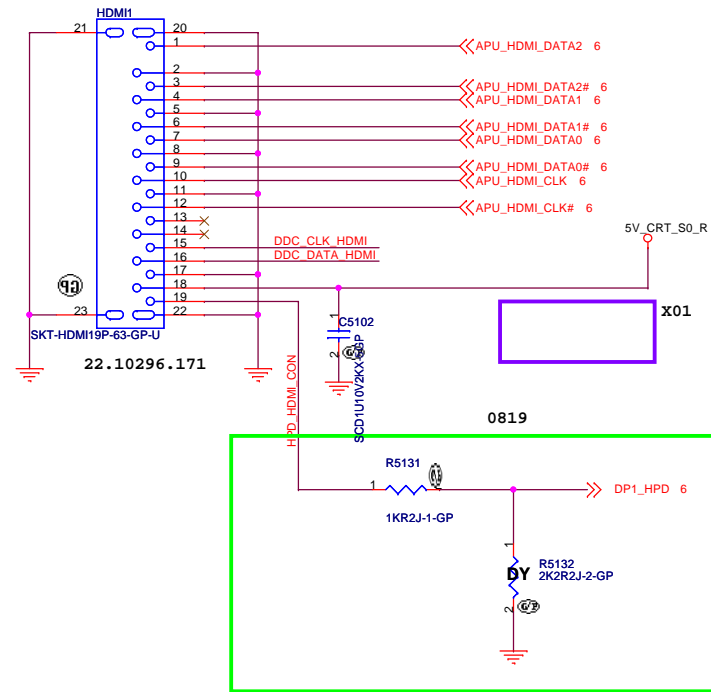 HDMI1
21
20
1
APU_HDMI_DATA2 6
2
3
APU_HDMI_DATA2# 6
4
APU_HDMI_DATA1 6
5
6
APU_HDMI_DATA1# 6
7
APU_HDMI_DATA0 6
8
9
APU_HDMI_DATA0# 6
10
APU_HDMI_CLK 6
11
12
APU_HDMI_CLK# 6
13
14
15
DDC_CLK_HDMI
16
DDC_DATA_HDMI
17
18
19
23
22
5V_CRT_S0_R
SKT-HDMI19P-63-GP-U
22.10296.171
1
C5102
2
SCD1U10V2KX-5GP
X01
HPD_HDMI_CON
0819
R5131
1
2
1KR2J-1-GP
DP1_HPD 6
1
R5132
DY
2K2R2J-2-GP
2